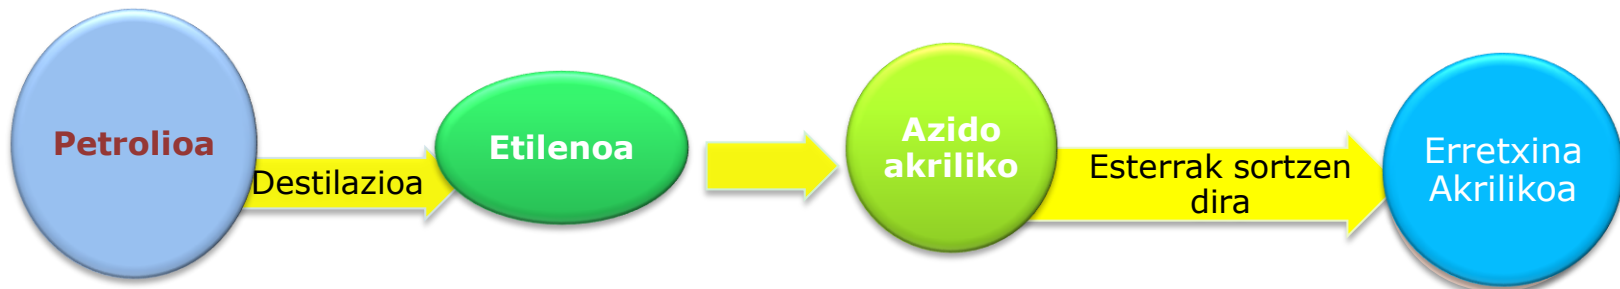 Petrolioa
Destilazioa
Etilenoa
Azido
akriliko
Esterrak sortzen
dira
Erretxina
Akrilikoa